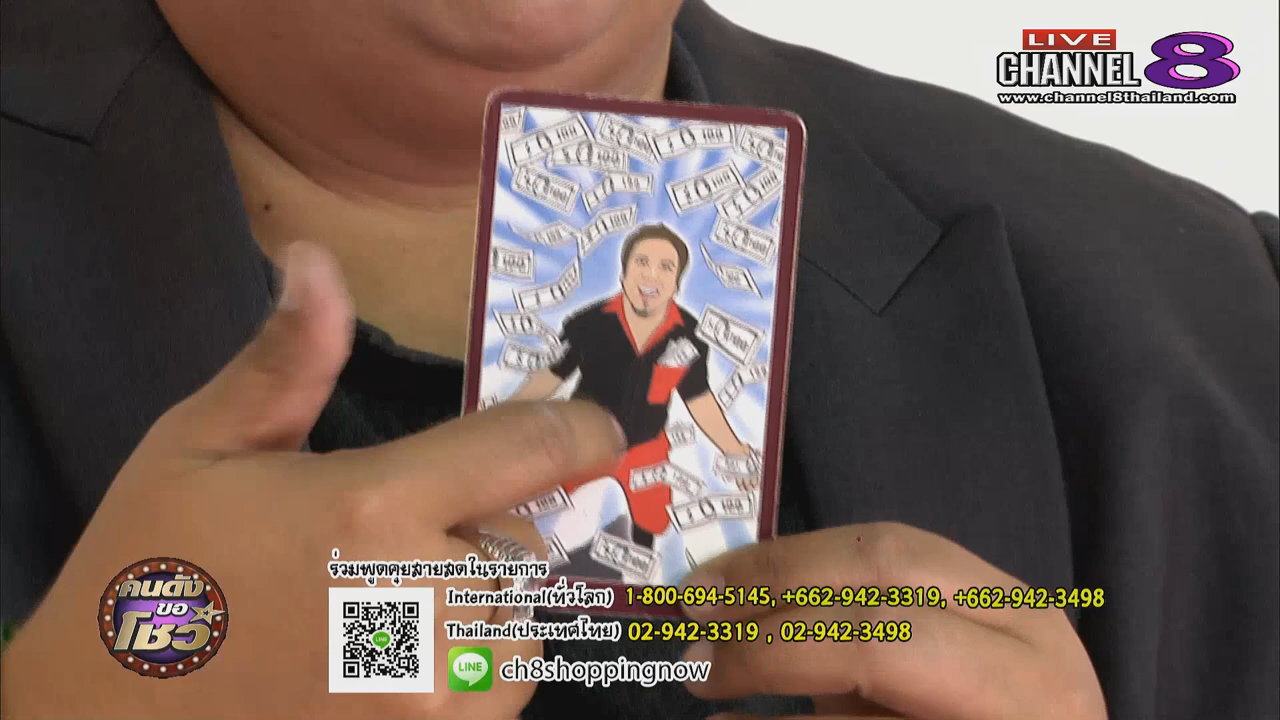 LIVE
CHANNEL 8
www.channel8thailand.com
คนดัง
ขอ
โชว์
ร่วมพูดคุยสายสดในรายการ
International(ทั่วโลก) 1-800-694-5145, +662-942-3319, +662-942-3498
Thailand(ประเทศไทย) 02-942-3319 , 02-942-3498
LINE ch8shoppingnow